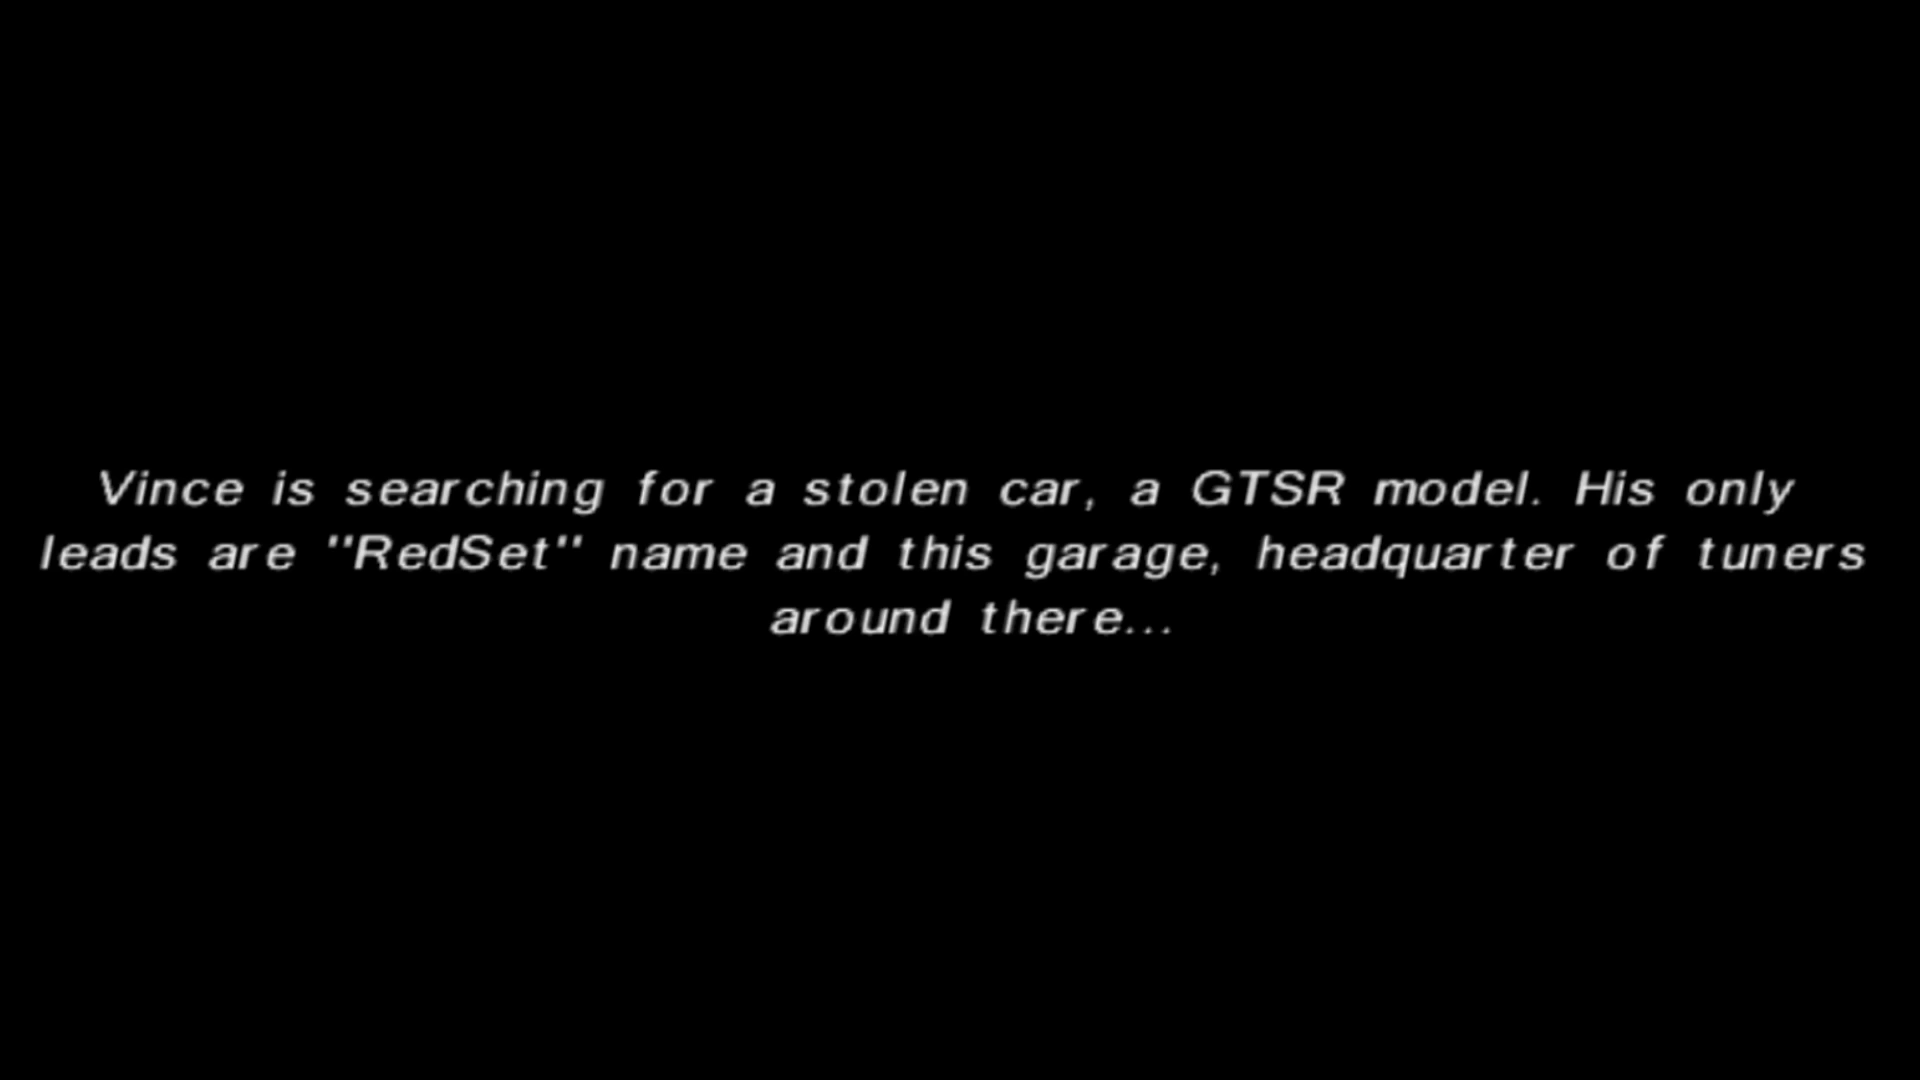 Vince is searching for a stolen car, a GTSR model. His only
leads are "RedSet" name and this garage, headquarter of tuners
around there...